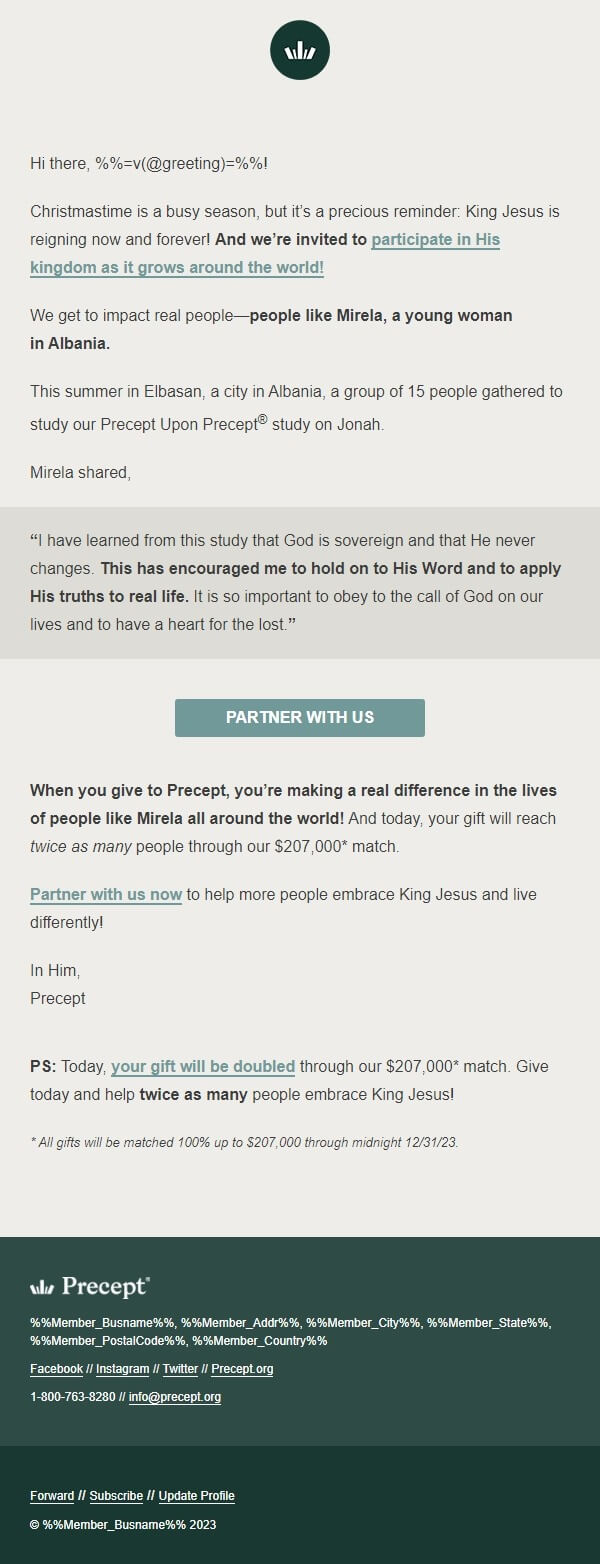 Hi there, %%=v(@greeting)=%%!
Christmastime is a busy season, but it’s a precious reminder: King Jesus is
reigning now and forever! And we’re invited to participate in His
kingdom as it grows around the world!
We get to impact real people—people like Mirela, a young woman
in Albania.
This summer in Elbasan, a city in Albania, a group of 15 people gathered to
study our Precept Upon Precept® study on Jonah.
Mirela shared,
“I have learned from this study that God is sovereign and that He never
changes. This has encouraged me to hold on to His Word and to apply
His truths to real life. It is so important to obey to the call of God on our
lives and to have a heart for the lost.”
PARTNER WITH US
When you give to Precept, you’re making a real difference in the lives
of people like Mirela all around the world! And today, your gift will reach
twice as many people through our $207,000* match.
Partner with us now to help more people embrace King Jesus and live
differently!
In Him,
Precept
PS: Today, your gift will be doubled through our $207,000* match. Give
today and help twice as many people embrace King Jesus!
* All gifts will be matched 100% up to $207,000 through midnight 12/31/23.
Precept®
%%Member_Busname%%, %%Member_Addr%%, %%Member_City%%, %%Member_State%%,
%%Member_PostalCode%%, %%Member_Country%%
Facebook // Instagram // Twitter // Precept.org
1-800-763-8280 // info@precept.org
Forward // Subscribe // Update Profile
© %%Member_Busname%% 2023